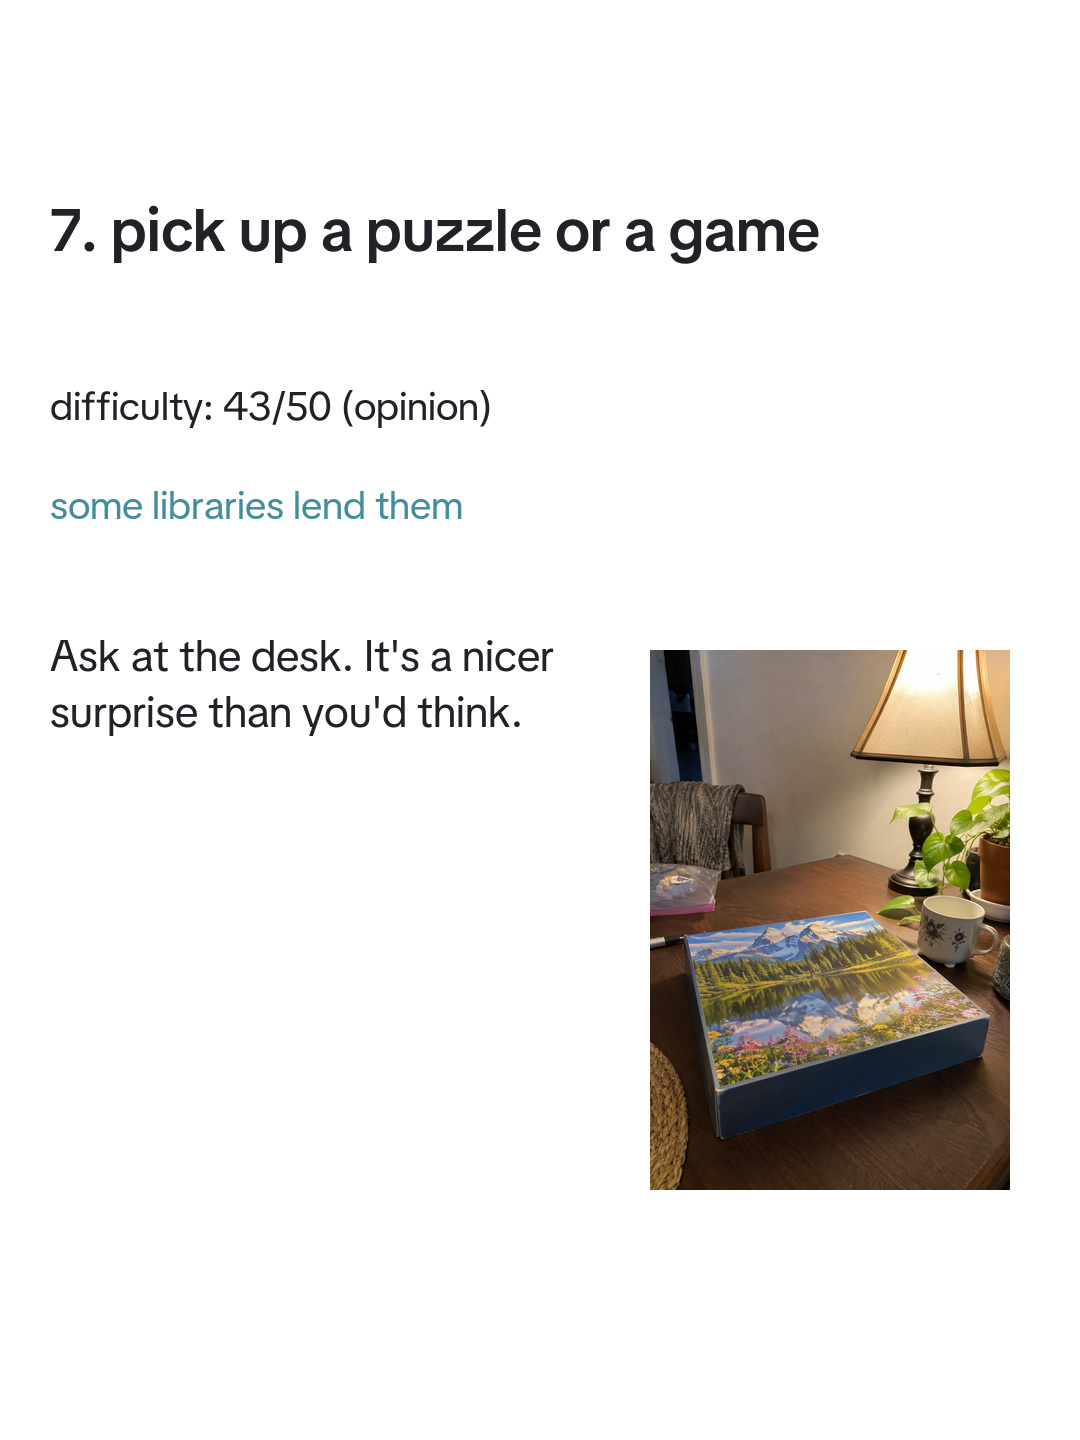 7. pick up a puzzle or a game
difficulty: 43/50 (opinion)
some libraries lend them
Ask at the desk. It's a nicer
surprise than you'd think.